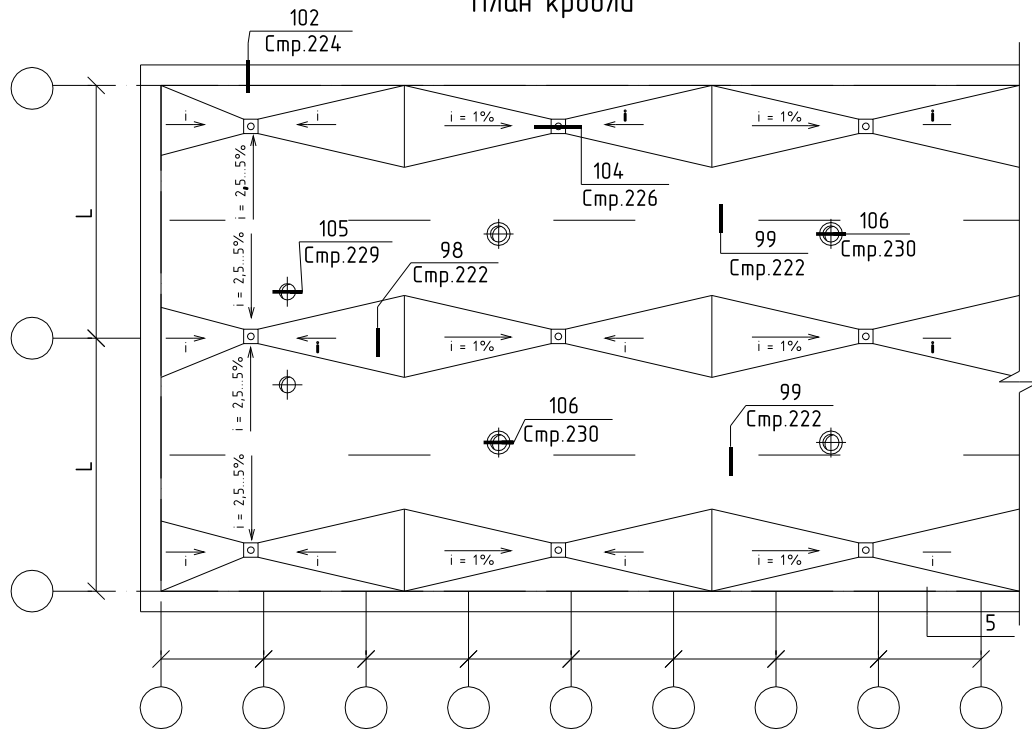 План кровли
102
Стр.224
i
i
i = 1%
i
i = 1%
i
i = 2,5...5%
104
Стр.226
L
105
Стр.229
98
Стр.222
99
Стр.222
106
Стр.230
i = 2,5...5%
i
i
i = 1%
i
i = 1%
i
i = 2,5...5%
106
Стр.230
99
Стр.222
L
i = 2,5...5%
i
i
i = 1%
i
i = 1%
i
5